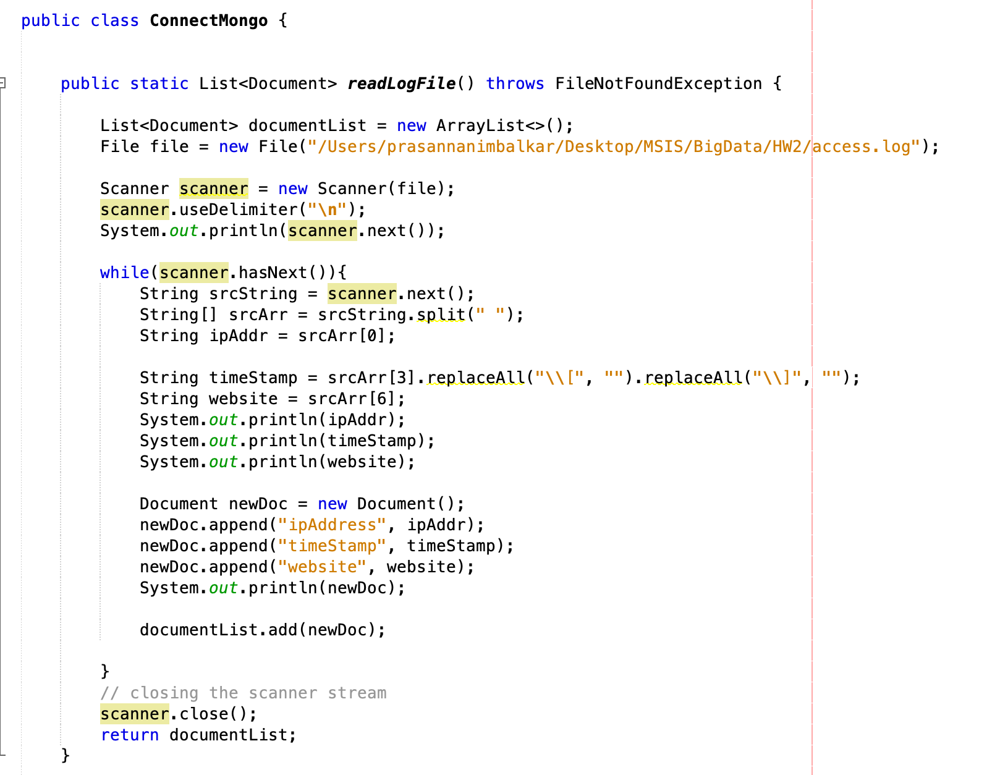 public class ConnectMongo {
public static List<Document> readLogFile() throws FileNotFoundException {
List<Document> documentList = new ArrayList<>();
File file = new File("/Users/prasannanimbalkar/Desktop/MSIS/BigData/HW2/access.log");
Scanner scanner = new Scanner(file);
scanner.useDelimiter("\n");
System.out.println(scanner.next());
while(scanner.hasNext()){
String srcString = scanner.next();
String[] srcArr = srcString.split(" ");
String ipAddr = srcArr[0];
String timeStamp = srcArr[3].replaceAll("\\[", "").replaceAll("\\]", "");
String website = srcArr[6];
System.out.println(ipAddr);
System.out.println(timeStamp);
System.out.println(website);
Document newDoc = new Document();
newDoc.append("ipAddress", ipAddr);
newDoc.append("timeStamp", timeStamp);
newDoc.append("website", website);
System.out.println(newDoc);
documentList.add(newDoc);
}
// closing the scanner stream
scanner.close();
return documentList;
}